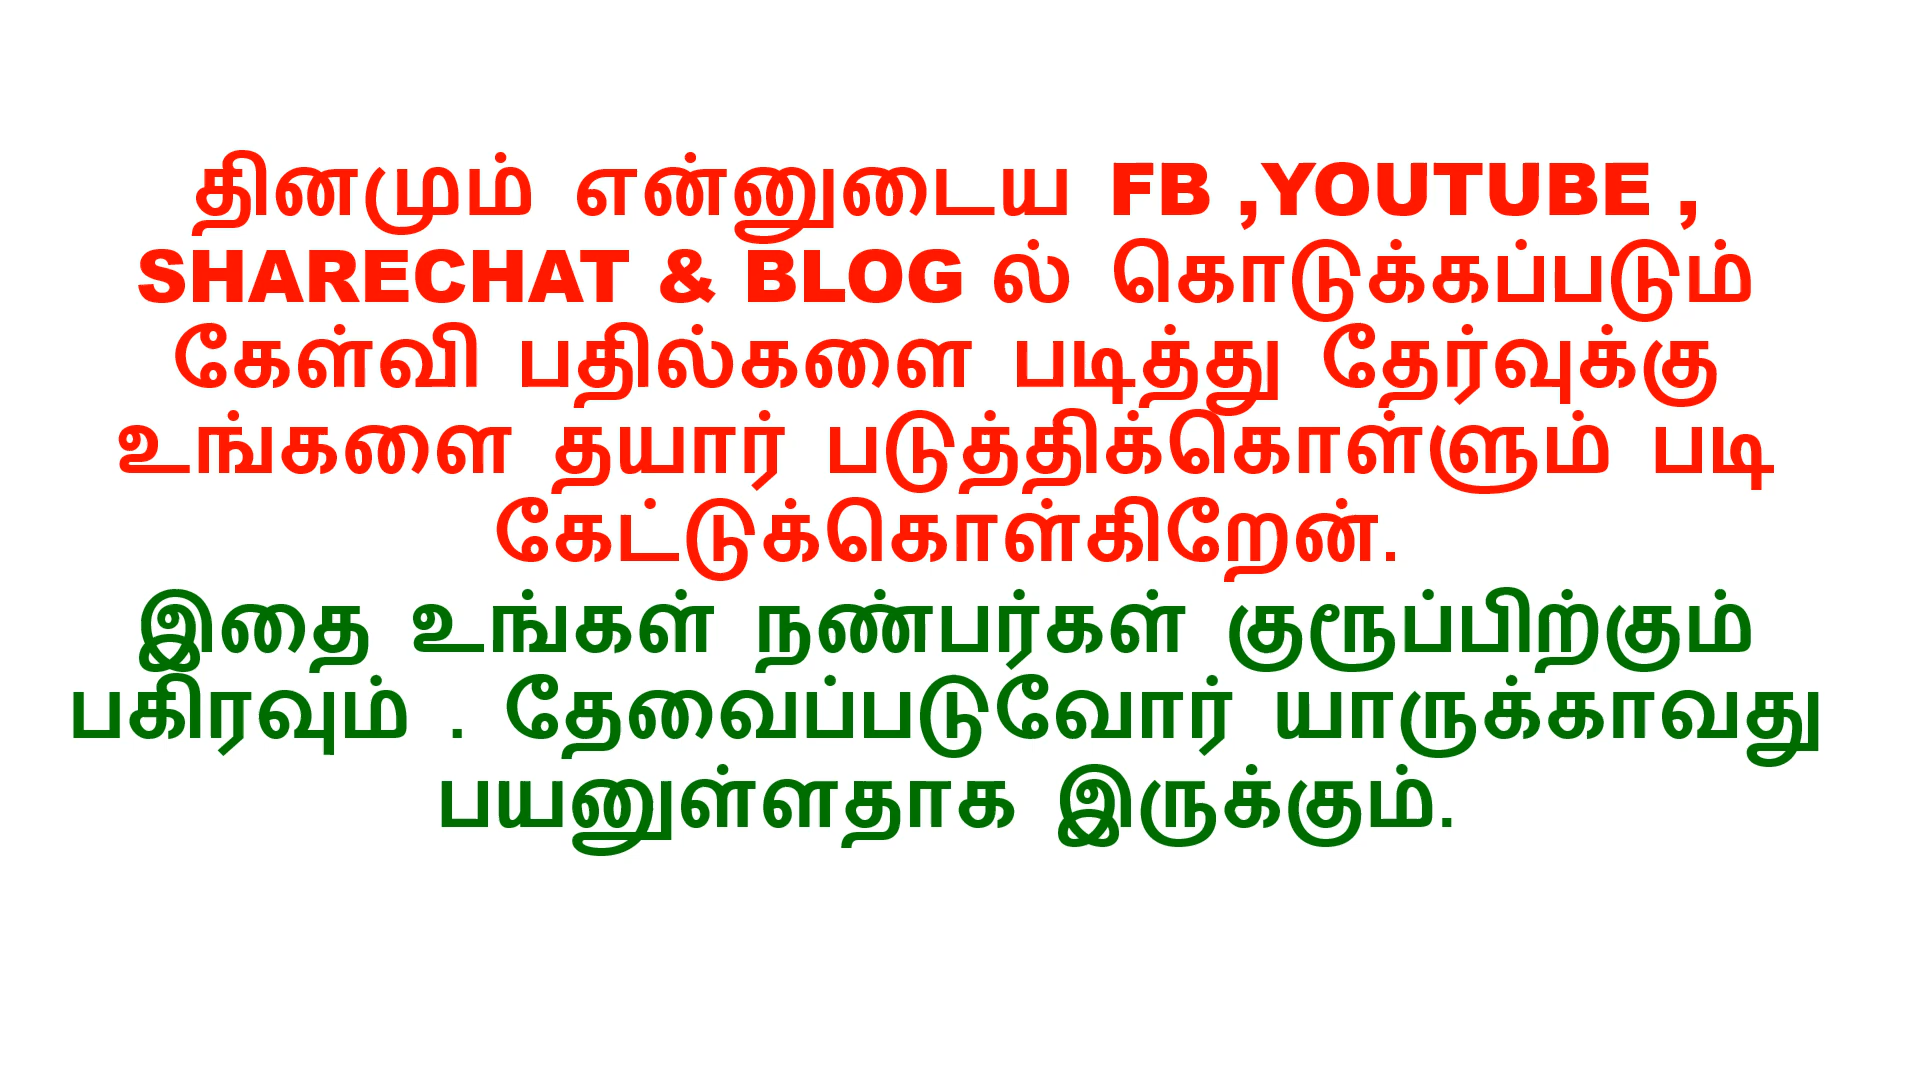 தினமும் என்னுடைய FB ,YOUTUBE ,
SHARECHAT & BLOG ல் கொடுக்கப்படும்
கேள்வி பதில்களை படித்து தேர்வுக்கு
உங்களை தயார் படுத்திக்கொள்ளும் படி
கேட்டுக்கொள்கிறேன்.
இதை உங்கள் நண்பர்கள் குரூப்பிற்கும்
பகிரவும் . தேவைப்படுவோர் யாருக்காவது
பயனுள்ளதாக இருக்கும்.